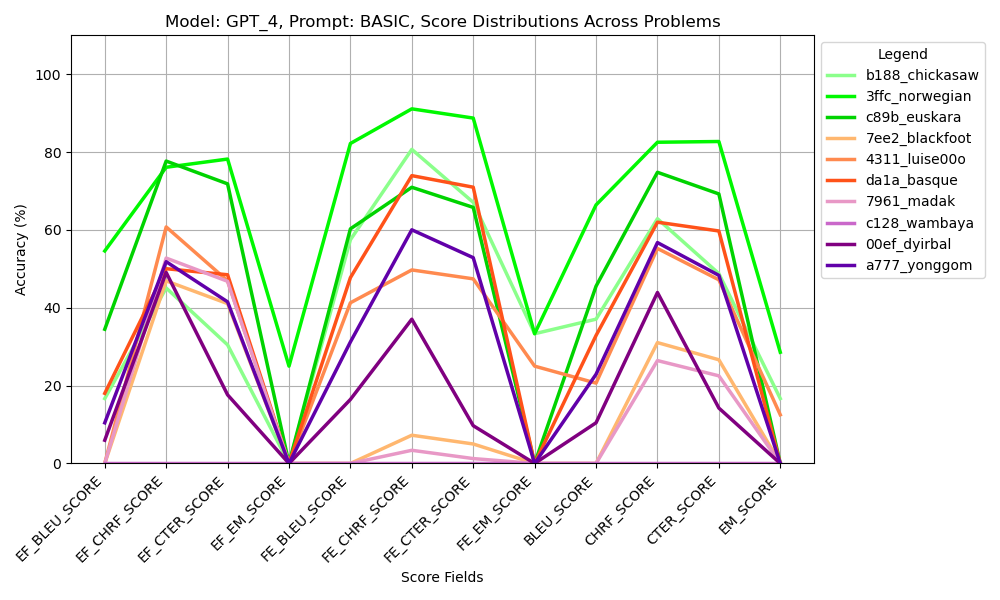 Model: GPT_4, Prompt: BASIC, Score Distributions Across Problems
Accuracy (%)
100
80
60
40
20
0
EF_BLEU_SCORE
EF_CHRF_SCORE
EF_CTER_SCORE
EF_EM_SCORE
FE_BLEU_SCORE
FE_CHRF_SCORE
FE_CTER_SCORE
FE_EM_SCORE
BLEU_SCORE
CHRF_SCORE
CTER_SCORE
EM_SCORE
Score Fields
Legend
b188_chickasaw
3ffc_norwegian
c89b_euskara
7ee2_blackfoot
4311_luise00o
da1a_basque
7961_madak
c128_wambaya
00ef_dyirbal
a777_yonggom